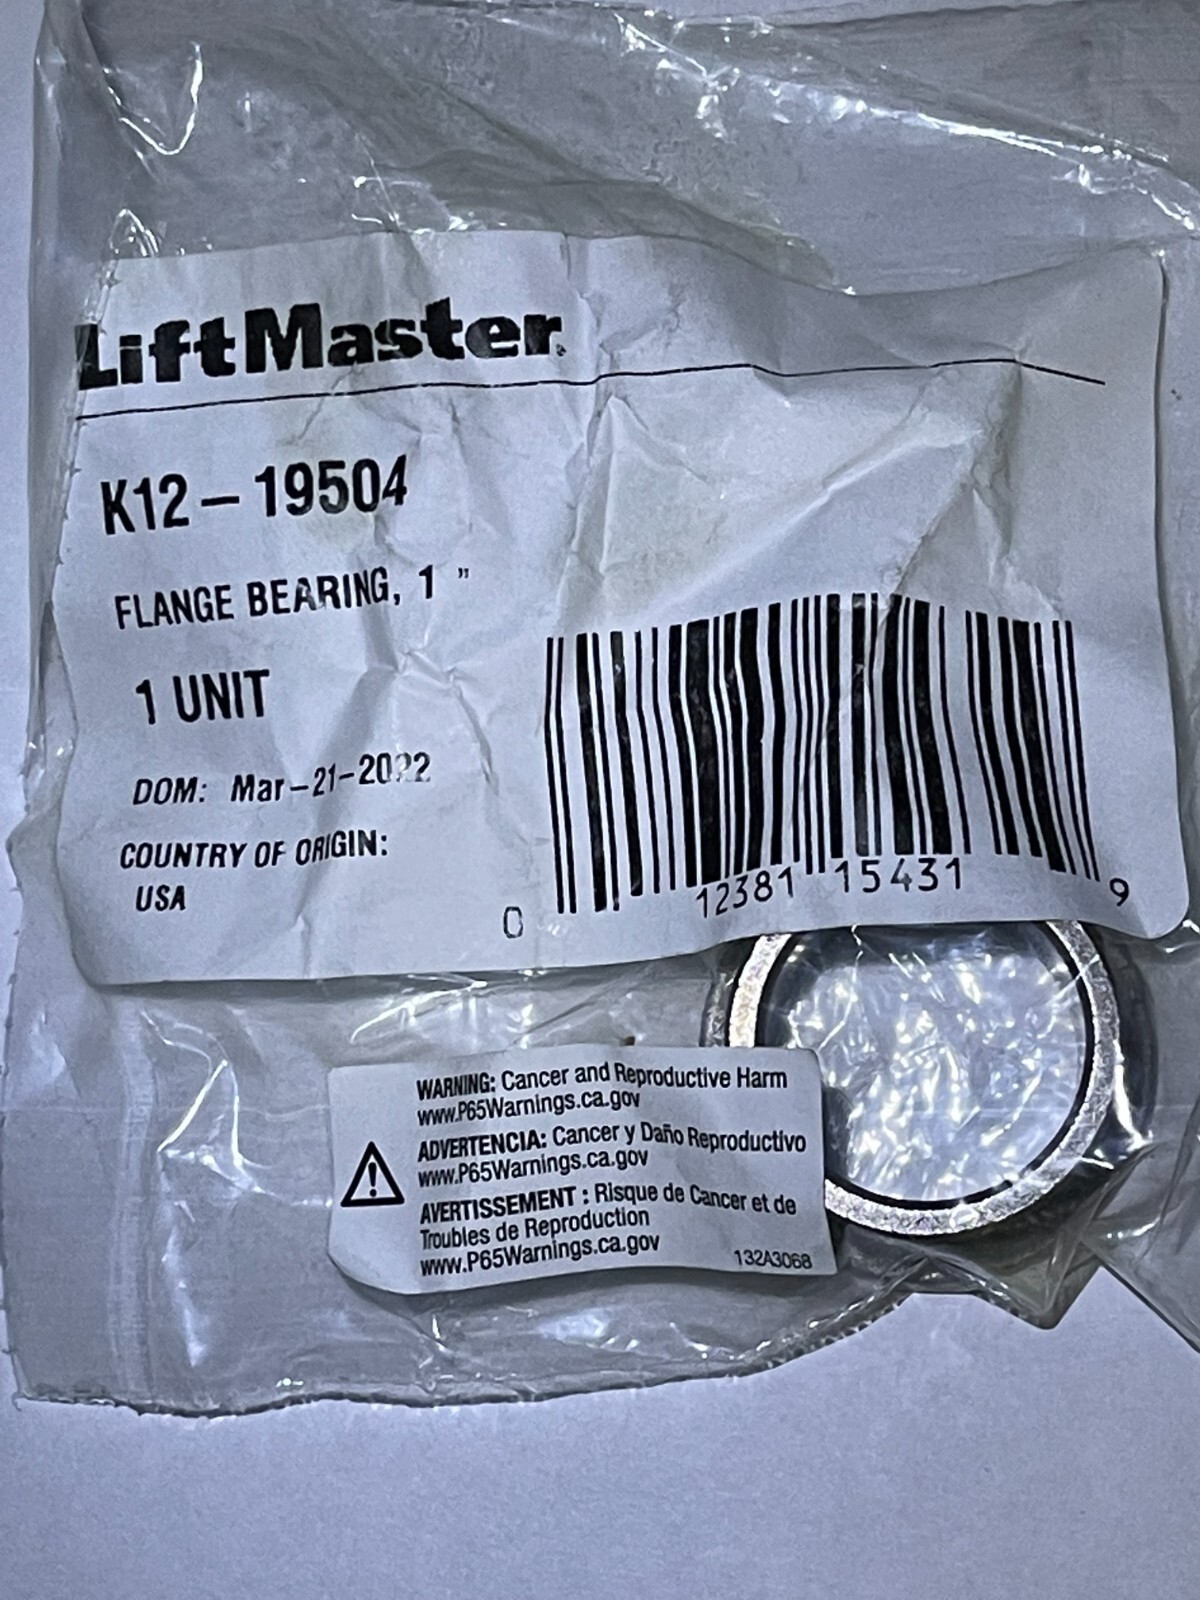 LiftMaster.
K12-19504
FLANGE BEARING, 1 "
1 UNIT
DOM: Mar-21-2022
COUNTRY OF ORIGIN:
USA
0 12381 15431 9
WARNING: Cancer and Reproductive Harm
www.P65Warnings.ca.gov
ADVERTENCIA: Cancer y Daño Reproductivo
www.P65Warnings.ca.gov
AVERTISSEMENT : Risque de Cancer et de
Troubles de Reproduction
www.P65Warnings.ca.gov
132A3068